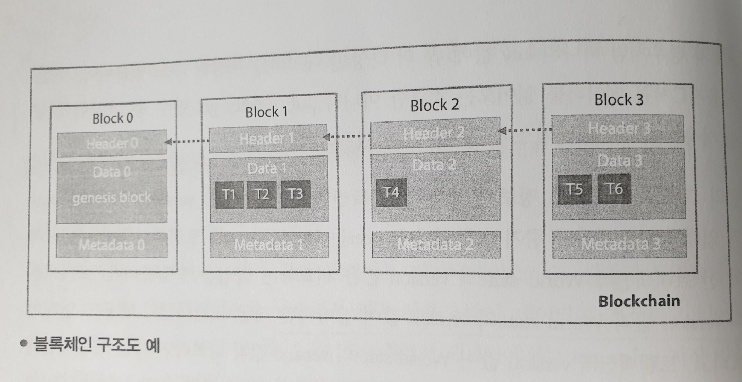 Block 0
Header 0
Data 0
genesis block
Metadata 0
Block 1
Header 1
Data 1
T1 T2 T3
Metadata 1
Block 2
Header 2
Data 2
T4
Metadata 2
Block 3
Header 3
Data 3
T5 T6
Metadata 3
Blockchain
• 블록체인 구조도 예